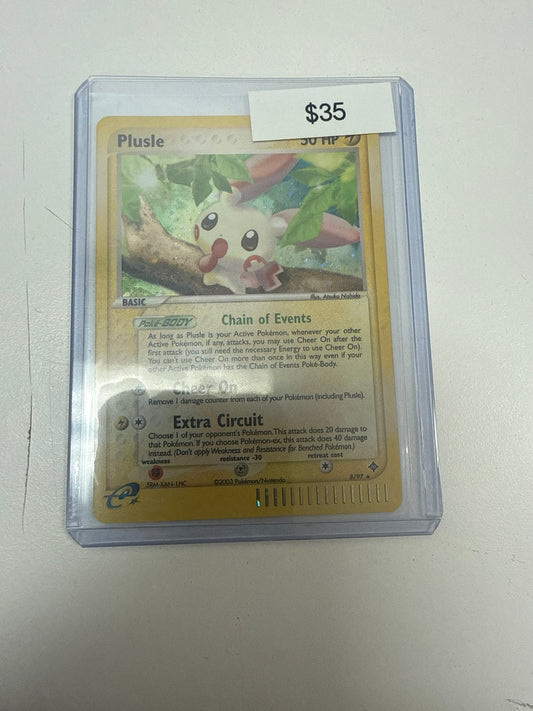 $35
Plusle
50 HP
Illus. Atsuko Nishida
BASIC
Poké-BODY
Chain of Events
As long as Plusle is your Active Pokémon, whenever your other
Active Pokémon, if any, attacks, you may use Cheer On after the
first attack (you still need the necessary Energy to use Cheer On).
You can't use Cheer On more than once in this way even if your
other Active Pokémon has the Chain of Events Poké-Body.
Cheer On
Remove 1 damage counter from each of your Pokémon (including Plusle).
Extra Circuit
Choose 1 of your opponent's Pokémon. This attack does 20 damage to
that Pokémon. If you choose Pokémon-ex, this attack does 40 damage
instead. (Don't apply Weakness and Resistance for Benched Pokémon.)
weakness
resistance -30
retreat cost
5RM-XAN-1HC
©2003 Pokémon/Nintendo
8/97 ★